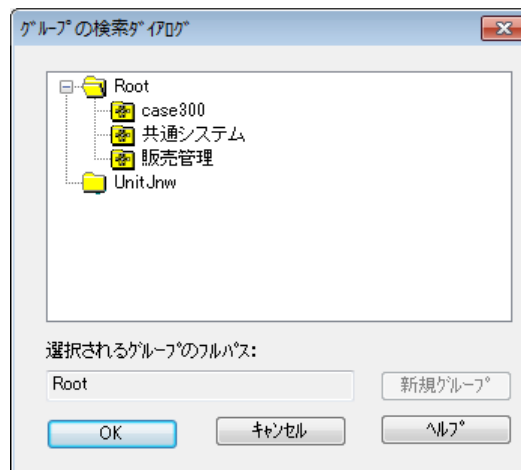 ｸﾞﾙｰﾌﾟの検索ﾀﾞｲｱﾛｸﾞ
Root
case300
共通システム
販売管理
UnitJnw
選択されるｸﾞﾙｰﾌﾟのﾌﾙﾊﾟｽ:
Root
新規ｸﾞﾙｰﾌﾟ
OK
ｷｬﾝｾﾙ
ﾍﾙﾌﾟ